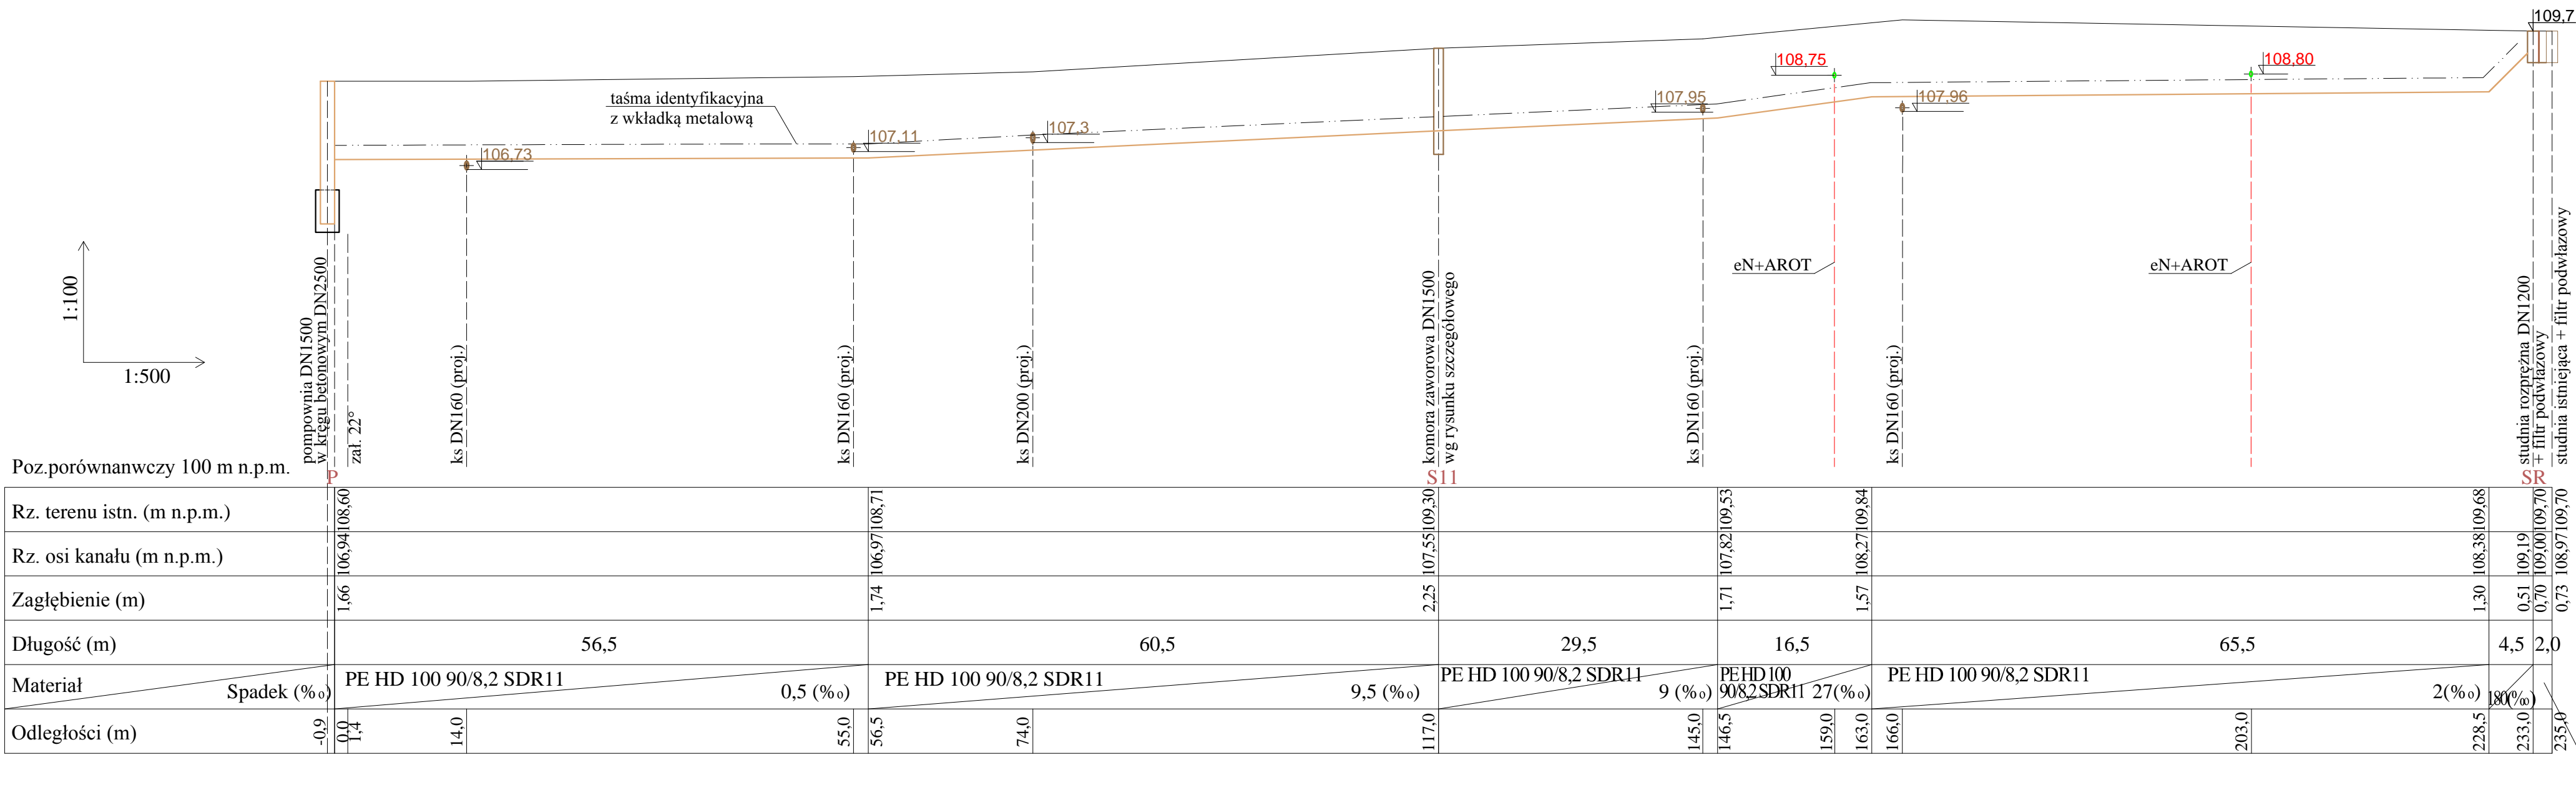 109,7
108,75
108,80
taśma identyfikacyjna
z wkładką metalową
107,95
107,96
107,11
107,3
106,73
1:100
1:500
eN+AROT
eN+AROT
pompownia DN1500
w kręgu betonowym DN2500
zał. 22°
ks DN160 (proj.)
ks DN160 (proj.)
ks DN200 (proj.)
komora zaworowa DN1500
wg rysunku szczegółowego
ks DN160 (proj.)
ks DN160 (proj.)
studnia rozprężna DN1200
+ filtr podwłazowy
studnia istniejąca + filtr podwłazowy
Poz.porównanwczy 100 m n.p.m.
P
S11
SR
Rz. terenu istn. (m n.p.m.)
108,60
108,71
109,30
109,53
109,84
109,68
109,70
109,70
Rz. osi kanału (m n.p.m.)
106,94
106,97
107,55
107,82
108,27
108,38
109,19
109,00
108,97
Zagłębienie (m)
1,66
1,74
2,25
1,71
1,57
1,30
0,51
0,70
0,73
Długość (m)
56,5
60,5
29,5
16,5
65,5
4,5
2,0
Materiał
Spadek (‰)
PE HD 100 90/8,2 SDR11
0,5 (‰)
PE HD 100 90/8,2 SDR11
9,5 (‰)
PE HD 100 90/8,2 SDR11
9 (‰)
PE HD 100
90/8,2 SDR11
27(‰)
PE HD 100 90/8,2 SDR11
2(‰)
180(‰)
Odległości (m)
-0,9
0,0
1,4
14,0
55,0
56,5
74,0
117,0
145,0
146,5
159,0
163,0
166,0
203,0
228,5
233,0
235,0